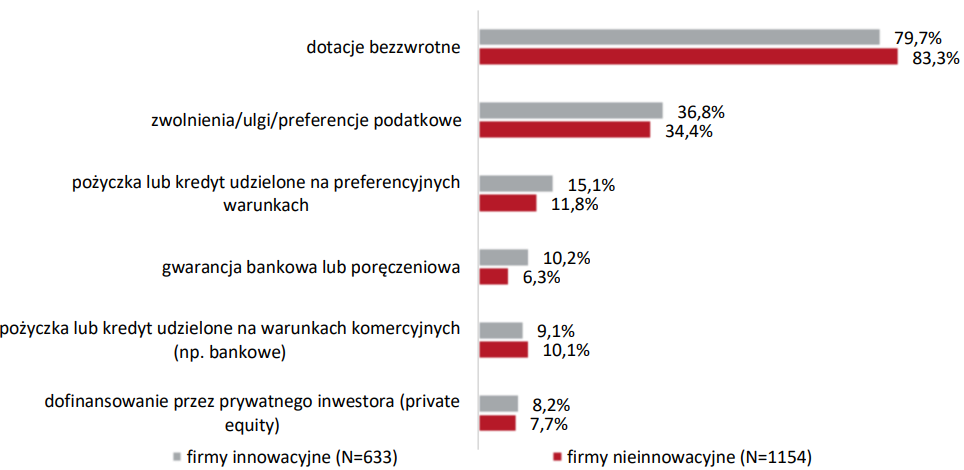 dotacje bezzwrotne
79,7%
83,3%
zwolnienia/ulgi/preferencje podatkowe
36,8%
34,4%
pożyczka lub kredyt udzielone na preferencyjnych
warunkach
15,1%
11,8%
gwarancja bankowa lub poręczeniowa
10,2%
6,3%
pożyczka lub kredyt udzielone na warunkach komercyjnych
(np. bankowe)
9,1%
10,1%
dofinansowanie przez prywatnego inwestora (private
equity)
8,2%
7,7%
firmy innowacyjne (N=633)
firmy nieinnowacyjne (N=1154)